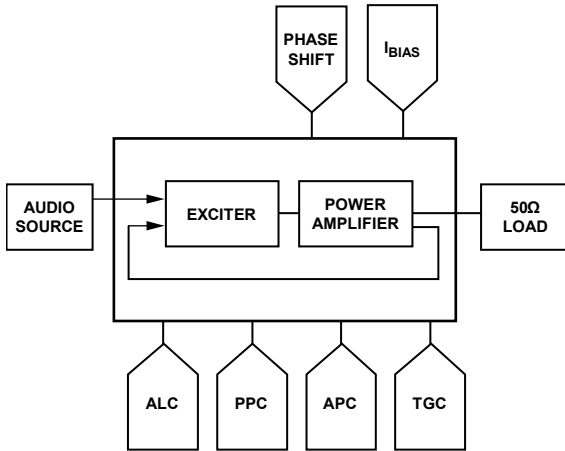 PHASE
SHIFT
IBIAS
AUDIO
SOURCE
EXCITER
POWER
AMPLIFIER
50Ω
LOAD
ALC
PPC
APC
TGC